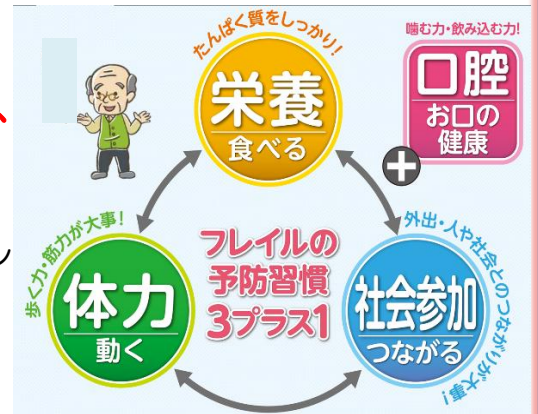 たんぱく質をしっかり!
栄養
食べる
噛む力・飲み込む力!
口腔
お口の
健康
フレイルの
予防習慣
3プラス1
歩く力・筋力が大事!
体力
動く
外出・人や社会とのつながりが大事!
社会参加
つながる